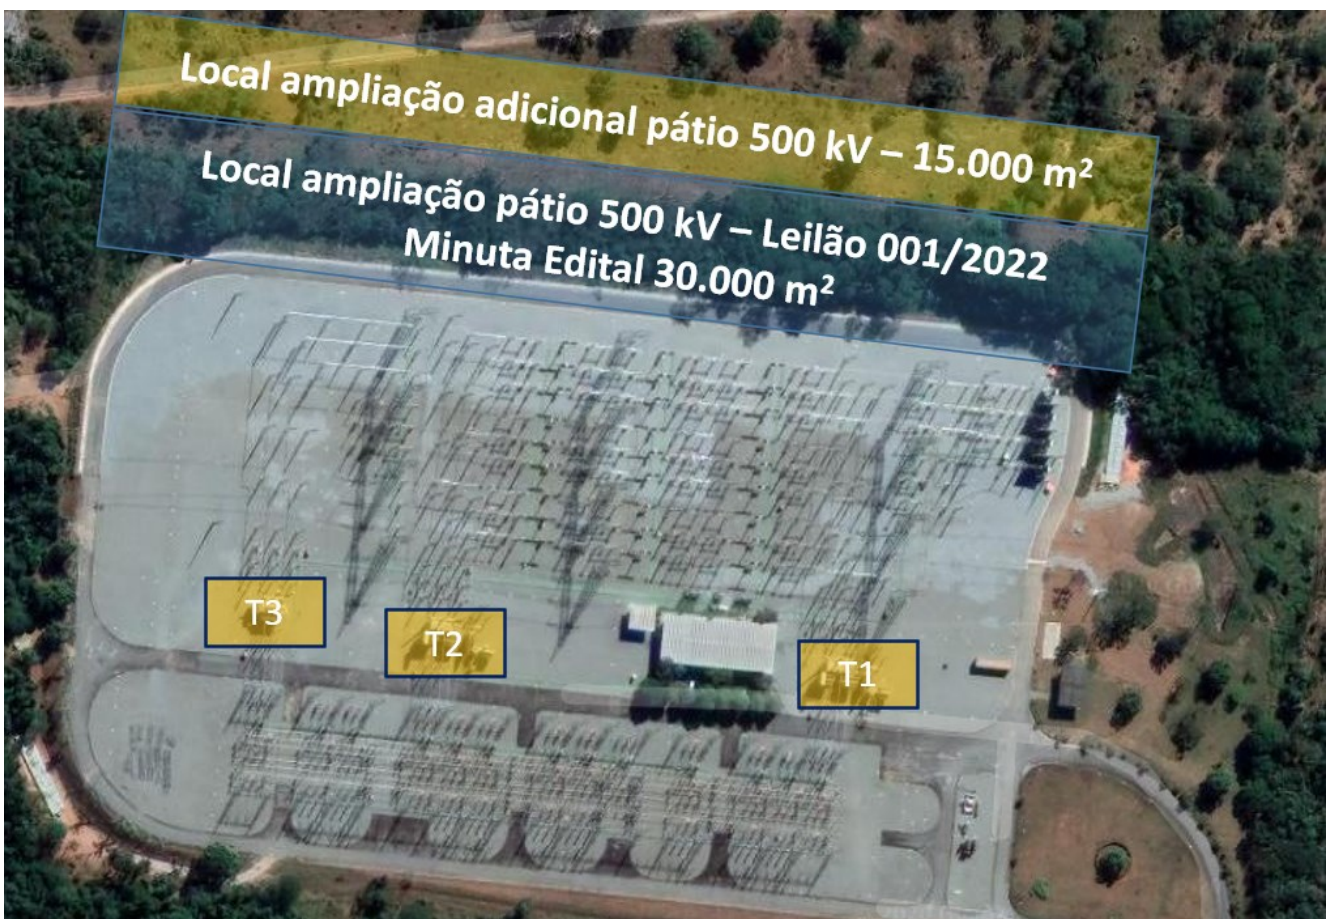 Local ampliação adicional pátio 500 kV – 15.000 m²
Local ampliação pátio 500 kV – Leilão 001/2022
Minuta Edital 30.000 m²
T3
T2
T1